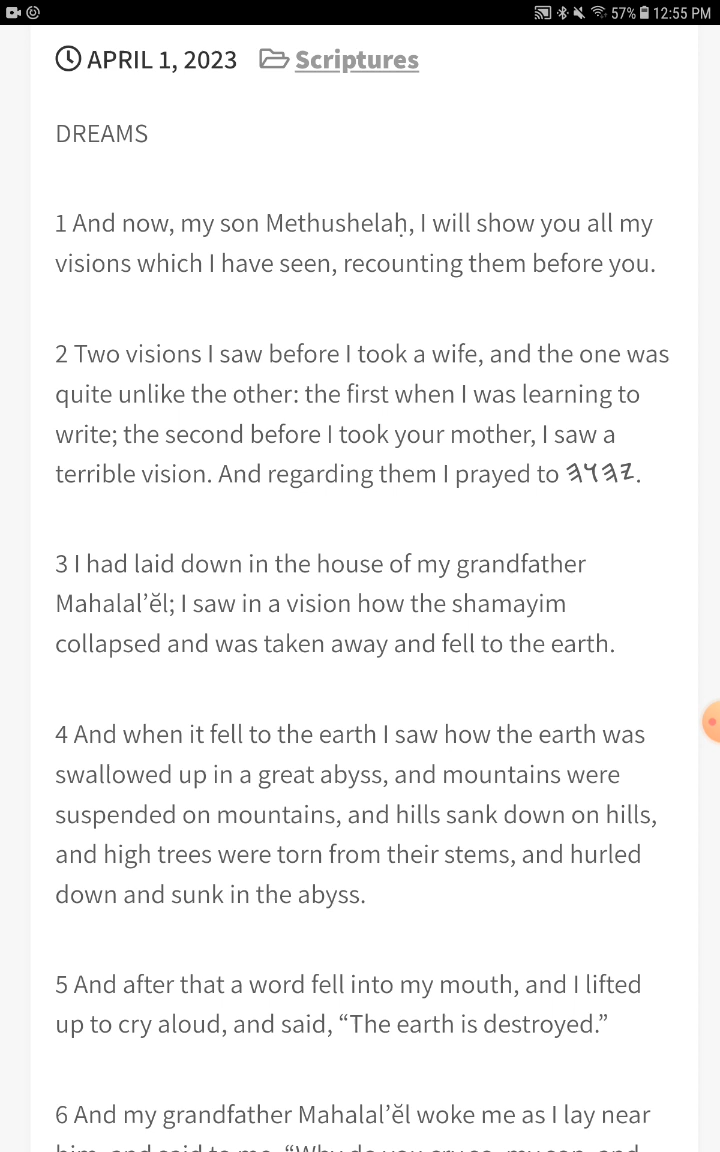 57% 12:55 PM
APRIL 1, 2023 Scriptures
DREAMS
1 And now, my son Methushelaḥ, I will show you all my
visions which I have seen, recounting them before you.
2 Two visions I saw before I took a wife, and the one was
quite unlike the other: the first when I was learning to
write; the second before I took your mother, I saw a
terrible vision. And regarding them I prayed to 𐤉𐤄𐤅𐤄.
3 I had laid down in the house of my grandfather
Mahalal’ĕl; I saw in a vision how the shamayim
collapsed and was taken away and fell to the earth.
4 And when it fell to the earth I saw how the earth was
swallowed up in a great abyss, and mountains were
suspended on mountains, and hills sank down on hills,
and high trees were torn from their stems, and hurled
down and sunk in the abyss.
5 And after that a word fell into my mouth, and I lifted
up to cry aloud, and said, “The earth is destroyed.”
6 And my grandfather Mahalal’ĕl woke me as I lay near